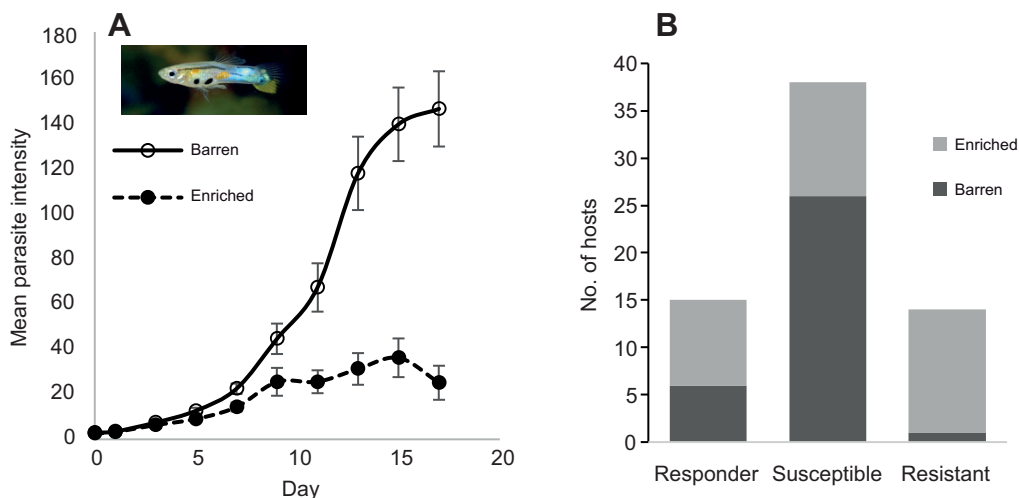 A
Mean parasite intensity
180
160
140
120
100
80
60
40
20
0
Barren
Enriched
0 5 10 15 20
Day
B
No. of hosts
40
35
30
25
20
15
10
5
0
Enriched
Barren
Responder Susceptible Resistant